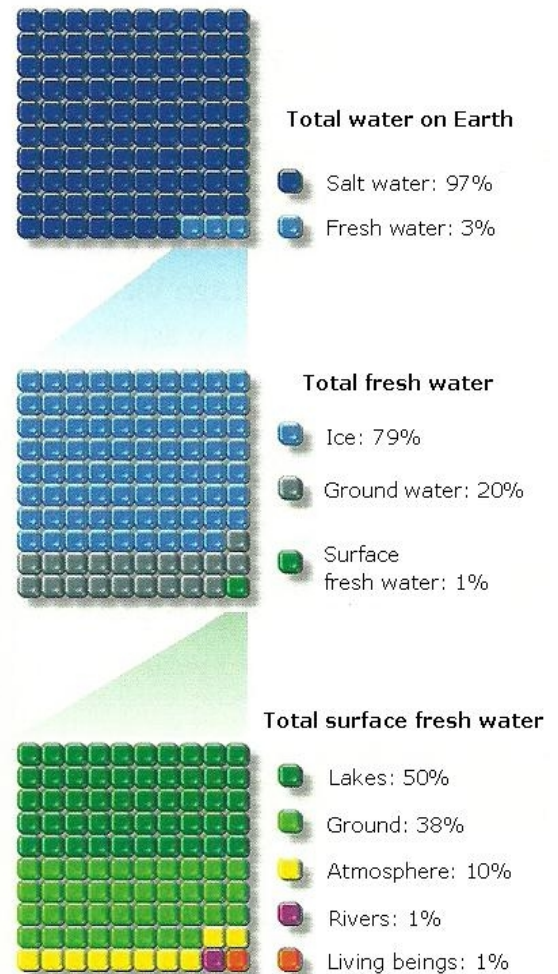 Total water on Earth
Salt water: 97%
Fresh water: 3%
Total fresh water
Ice: 79%
Ground water: 20%
Surface
fresh water: 1%
Total surface fresh water
Lakes: 50%
Ground: 38%
Atmosphere: 10%
Rivers: 1%
Living beings: 1%